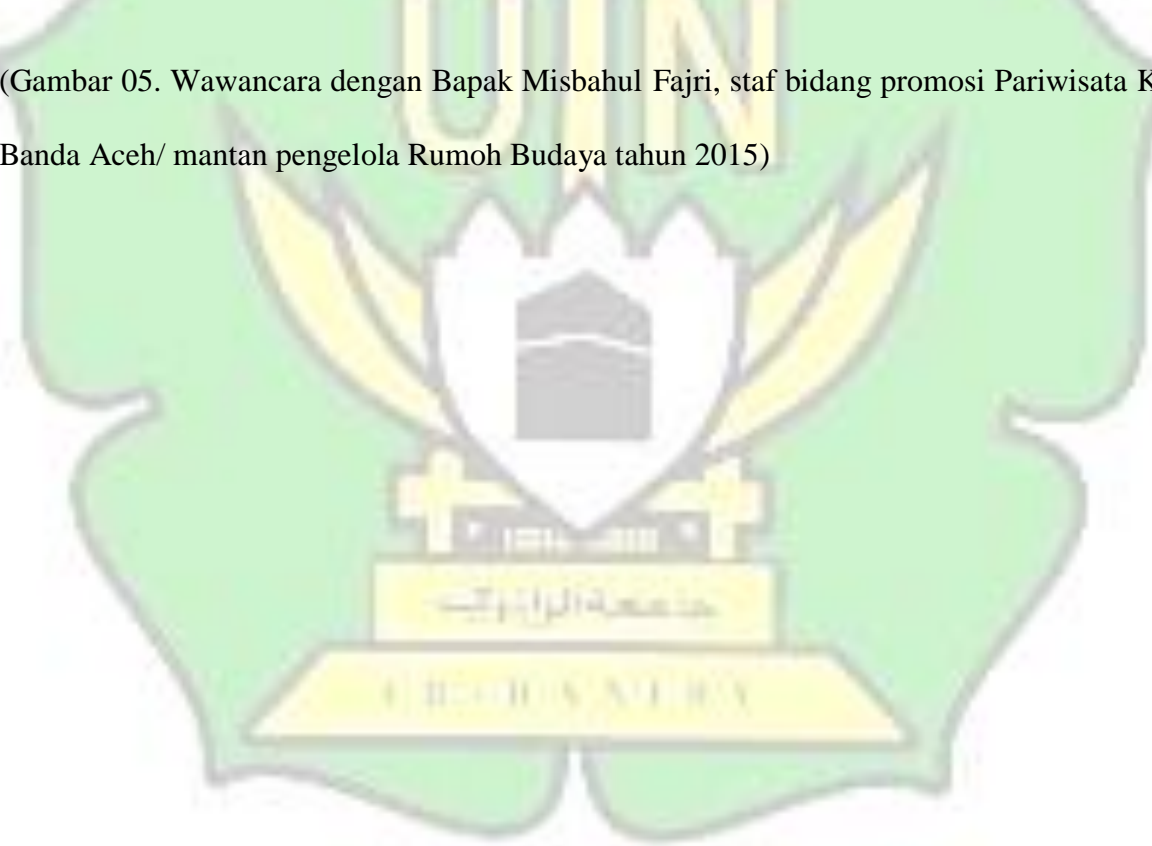 UIN
(Gambar 05. Wawancara dengan Bapak Misbahul Fajri, staf bidang promosi Pariwisata K
Banda Aceh/ mantan pengelola Rumoh Budaya tahun 2015)